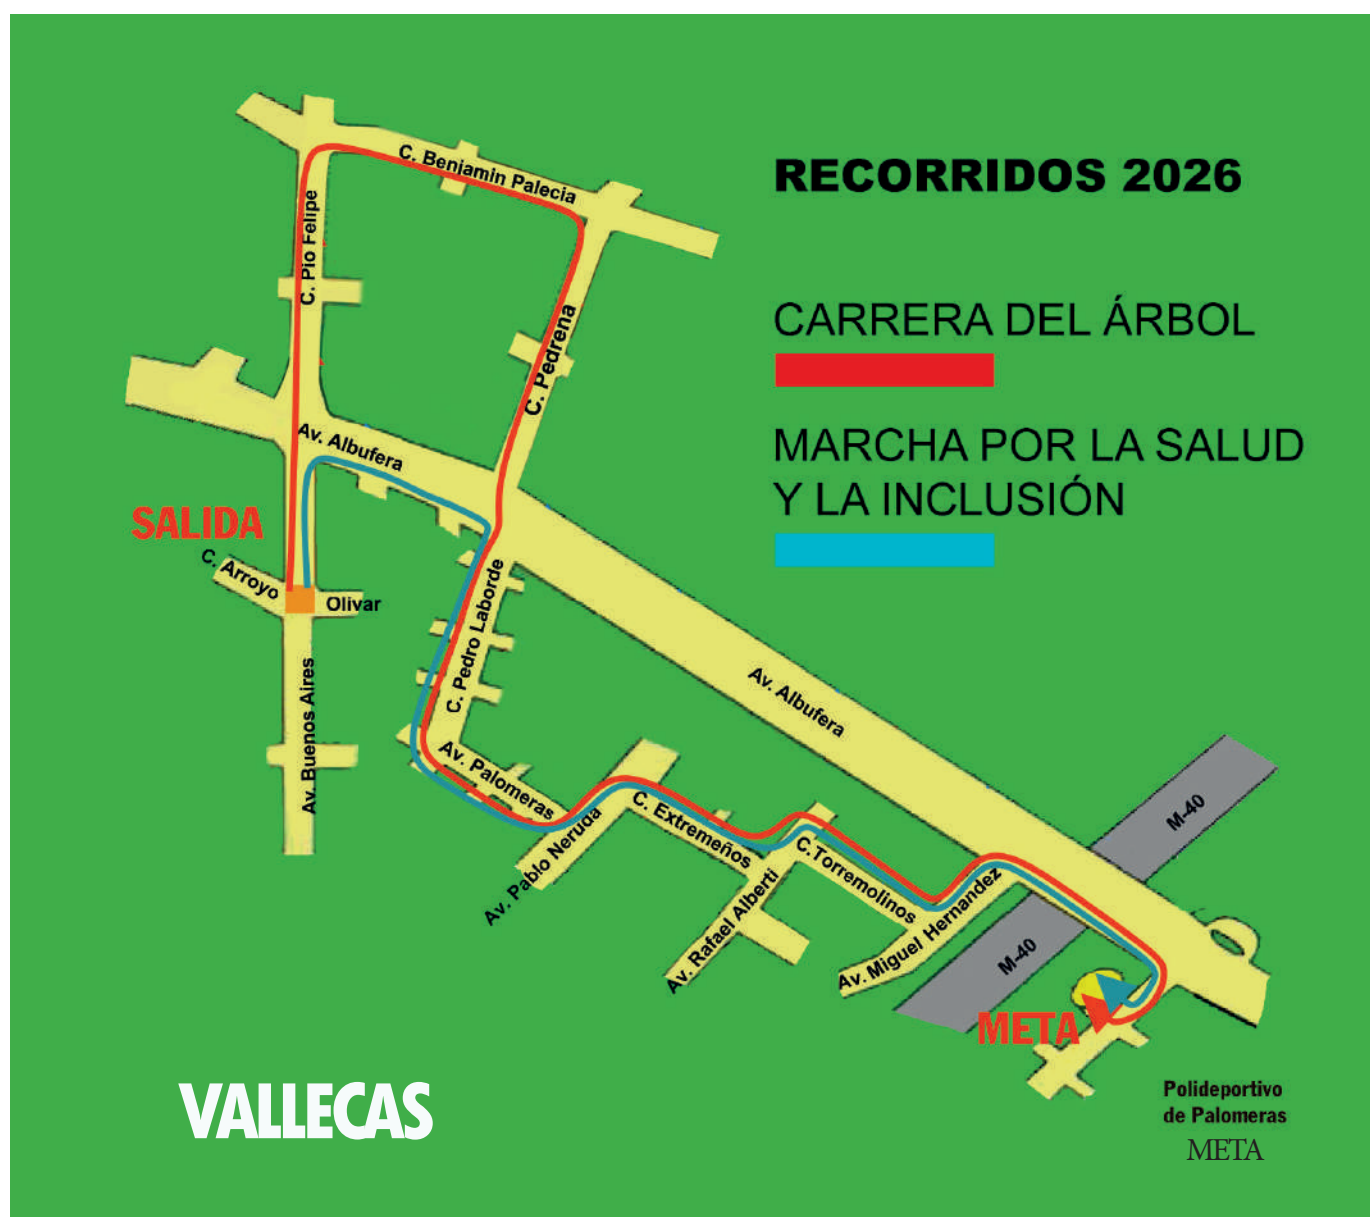 RECORRIDOS 2026
CARRERA DEL ÁRBOL
MARCHA POR LA SALUD
Y LA INCLUSIÓN
C. Benjamin Palecia
C. Pio Felipe
C. Pedrena
Av. Albufera
SALIDA
C. Arroyo
Olivar
C. Pedro Laborde
Av. Buenos Aires
Av. Albufera
Av. Palomeras
Av. Pablo Neruda
C. Extremeños
Av. Rafael Alberti
C.Torremolinos
Av. Miguel Hernandez
M-40
M-40
META
VALLECAS
Polideportivo
de Palomeras
META